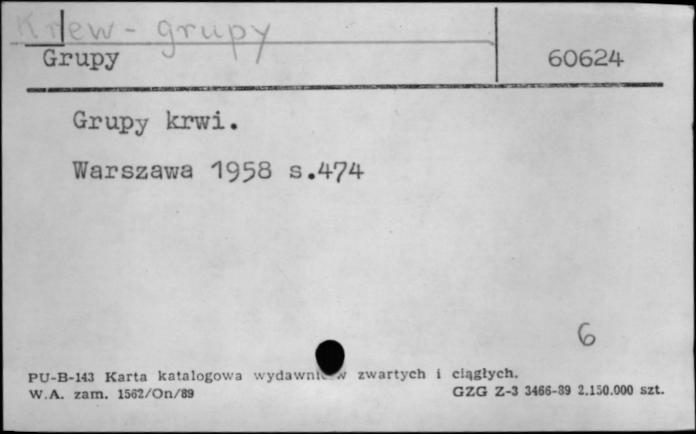 Krew - grupy
Grupy 60624
Grupy krwi.
Warszawa 1958 s.474
6
PU-B-143 Karta katalogowa zwartych i ciągłych.
W.A. zam. 1562/On/89 GZG Z-3 3466-89 2.150.000 szt.